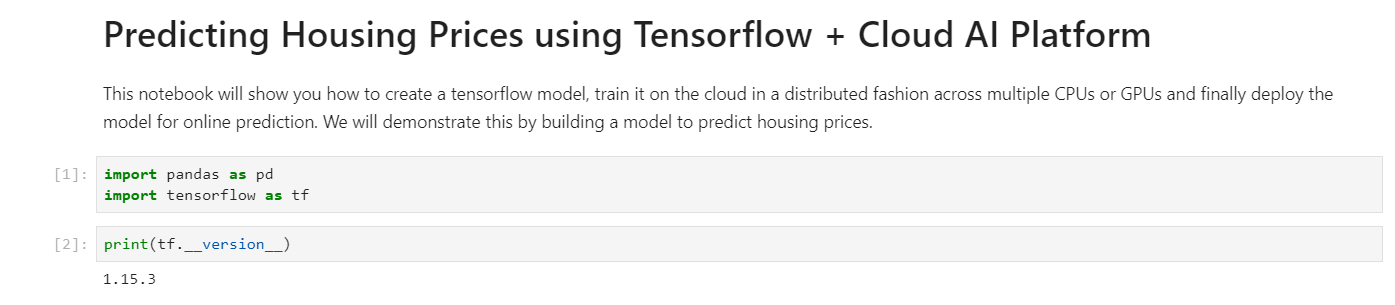 Predicting Housing Prices using Tensorflow + Cloud AI Platform
This notebook will show you how to create a tensorflow model, train it on the cloud in a distributed fashion across multiple CPUs or GPUs and finally deploy the
model for online prediction. We will demonstrate this by building a model to predict housing prices.
[1]: import pandas as pd
import tensorflow as tf
[2]: print(tf.__version__)
1.15.3